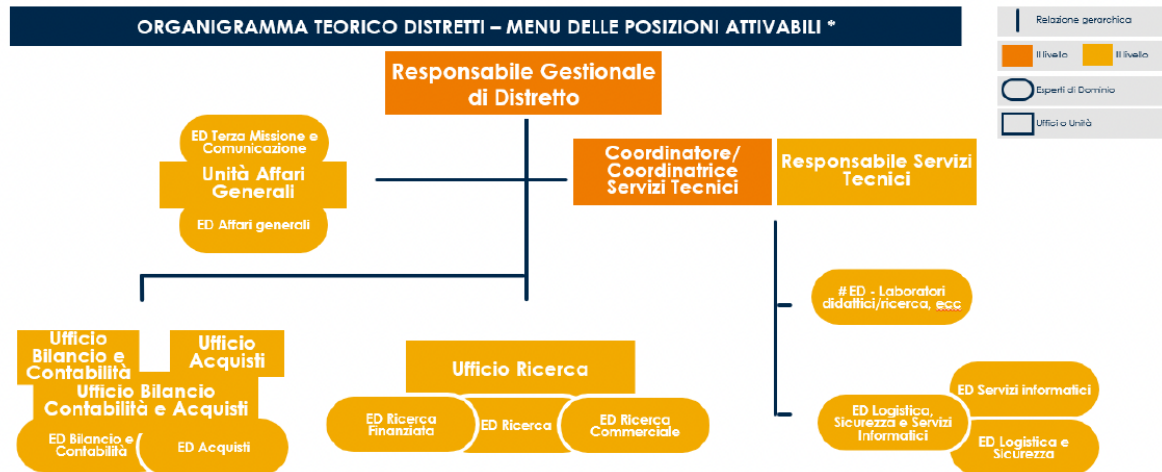 ORGANIGRAMMA TEORICO DISTRETTI – MENU DELLE POSIZIONI ATTIVABILI *
Relazione gerarchica
II livello
III livello
Esperti di Dominio
Uffici o Unità
Responsabile Gestionale
di Distretto
ED Terza Missione e
Comunicazione
Unità Affari
Generali
ED Affari generali
Coordinatore/
Coordinatrice
Servizi Tecnici
Responsabile Servizi
Tecnici
#ED - Laboratori
didattici/ricerca, ecc
Ufficio
Bilancio e
Contabilità
Ufficio
Acquisti
Ufficio Bilancio
Contabilità e Acquisti
ED Bilancio e
Contabilità
ED Acquisti
Ufficio Ricerca
ED Ricerca
Finanziata
ED Ricerca
ED Ricerca
Commerciale
ED Servizi informatici
ED Logistica,
Sicurezza e Servizi
Informatici
ED Logistica e
Sicurezza